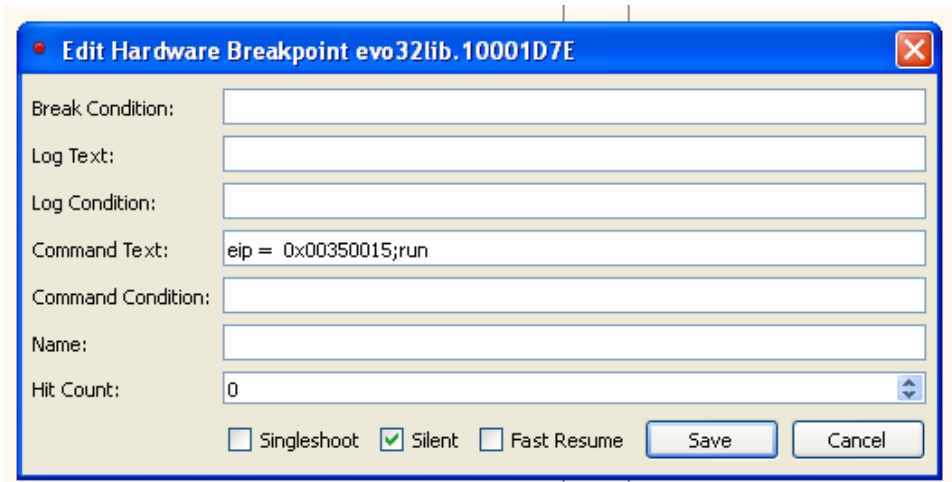 Edit Hardware Breakpoint evo32lib.10001D7E
Break Condition:
Log Text:
Log Condition:
Command Text: eip = 0x00350015;run
Command Condition:
Name:
Hit Count: 0
Singleshoot Silent Fast Resume Save Cancel